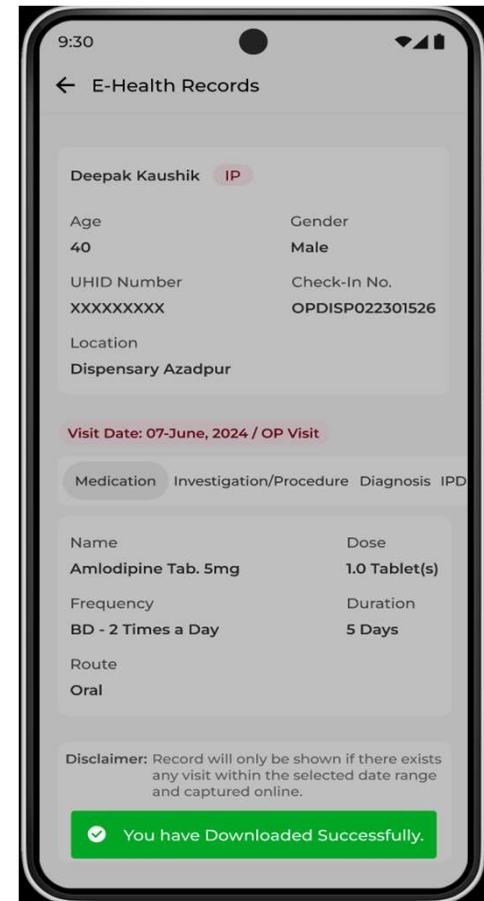 9:30
E-Health Records
Deepak Kaushik IP
Age Gender
40 Male
UHID Number Check-In No.
XXXXXXXXX OPDISP022301526
Location
Dispensary Azadpur
Visit Date: 07-June, 2024 / OP Visit
Medication Investigation/Procedure Diagnosis IPD
Name Dose
Amlodipine Tab. 5mg 1.0 Tablet(s)
Frequency Duration
BD - 2 Times a Day 5 Days
Route
Oral
Disclaimer: Record will only be shown if there exists
any visit within the selected date range
and captured online.
You have Downloaded Successfully.